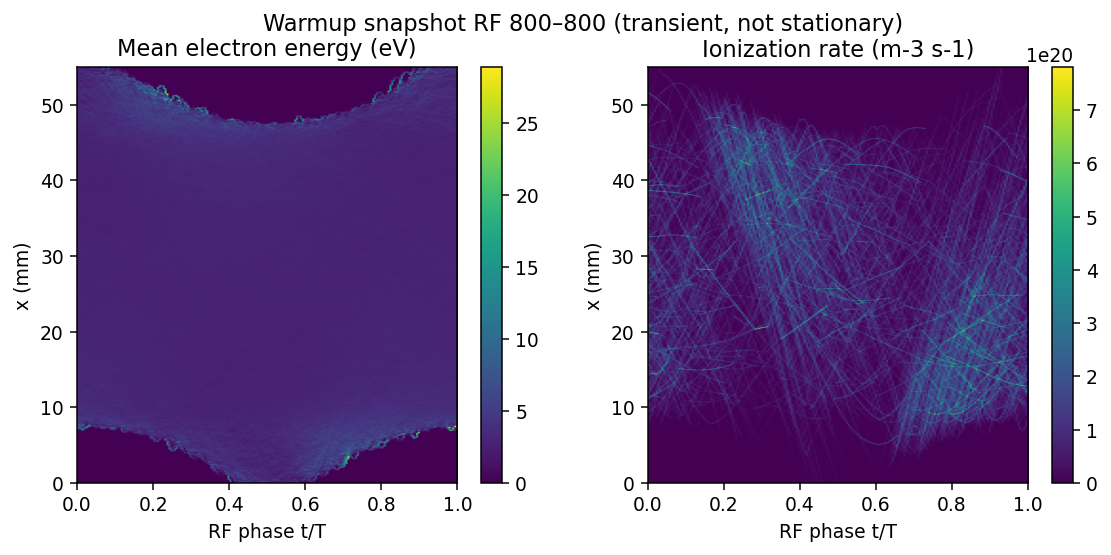 Warmup snapshot RF 800–800 (transient, not stationary)
Mean electron energy (eV)
Ionization rate (m-3 s-1)
1e20
x (mm)
50
40
30
20
10
0
0.0 0.2 0.4 0.6 0.8 1.0
RF phase t/T
25
20
15
10
5
0
x (mm)
50
40
30
20
10
0
0.0 0.2 0.4 0.6 0.8 1.0
RF phase t/T
7
6
5
4
3
2
1
0